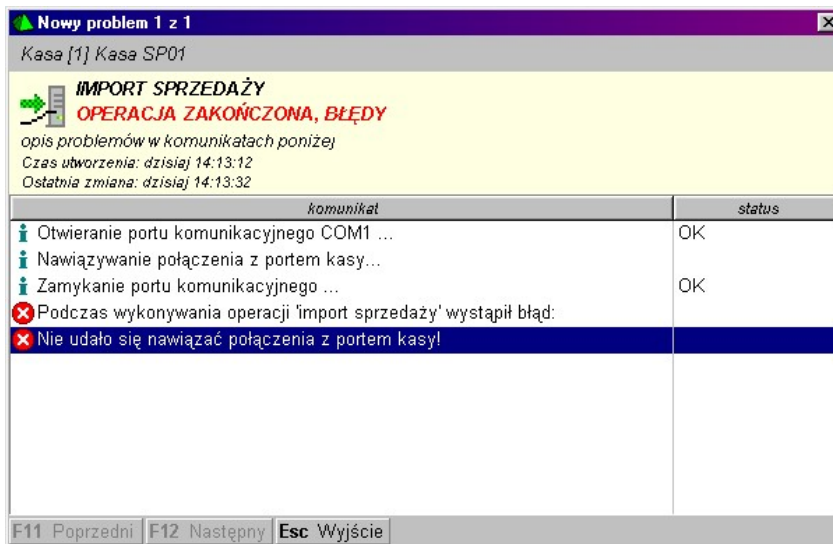 Nowy problem 1 z 1
Kasa [1] Kasa SP01
IMPORT SPRZEDAŻY
OPERACJA ZAKOŃCZONA, BŁĘDY
opis problemów w komunikatach poniżej
Czas utworzenia: dzisiaj 14:13:12
Ostatnia zmiana: dzisiaj 14:13:32
komunikat status
Otwieranie portu komunikacyjnego COM1 ... OK
Nawiązywanie połączenia z portem kasy...
Zamykanie portu komunikacyjnego ... OK
Podczas wykonywania operacji 'import sprzedaży' wystąpił błąd:
Nie udało się nawiązać połączenia z portem kasy!
F11 Poprzedni F12 Następny Esc Wyjście